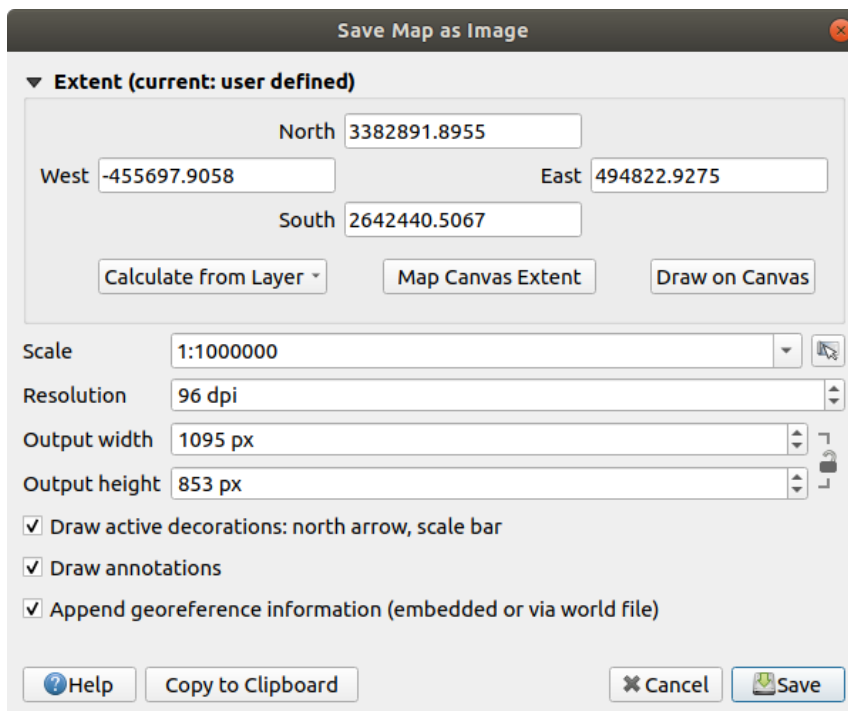 Save Map as Image
Extent (current: user defined)
North 3382891.8955
West -455697.9058 East 494822.9275
South 2642440.5067
Calculate from Layer Map Canvas Extent Draw on Canvas
Scale 1:1000000
Resolution 96 dpi
Output width 1095 px
Output height 853 px
Draw active decorations: north arrow, scale bar
Draw annotations
Append georeference information (embedded or via world file)
Help Copy to Clipboard Cancel Save